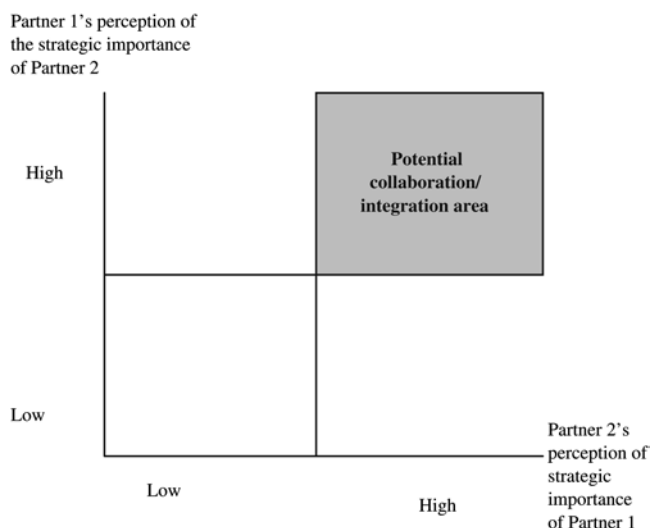 Partner 1’s perception of
the strategic importance
of Partner 2
High
Potential
collaboration/
integration area
Low
Partner 2’s
perception of
strategic
importance
of Partner 1
Low
High